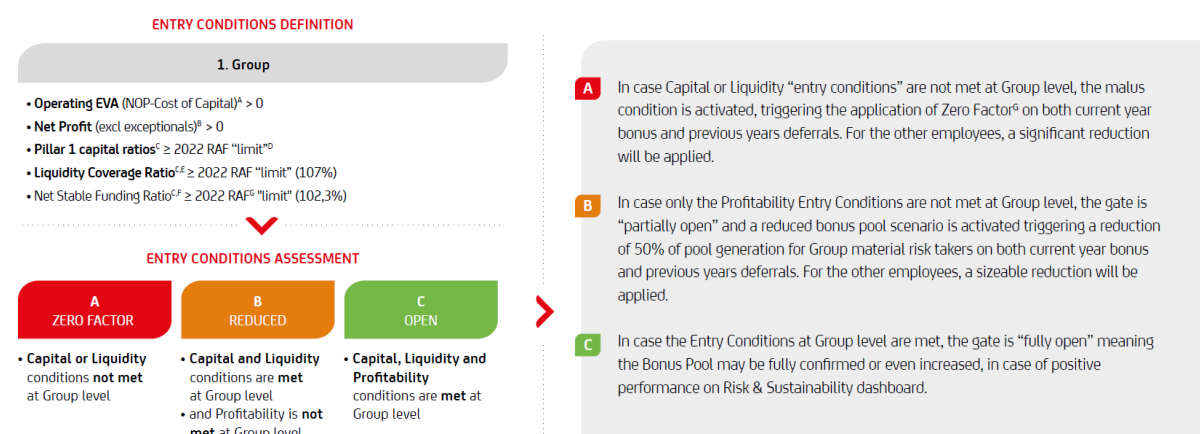 ENTRY CONDITIONS DEFINITION
1. Group
• Operating EVA (NOP-Cost of Capital)ᴬ > 0
• Net Profit (excl exceptionals)ᴮ > 0
• Pillar 1 capital ratiosᶜ ≥ 2022 RAF “limit”ᴰ
• Liquidity Coverage Ratioᶜ,ᴱ ≥ 2022 RAF “limit” (107%)
• Net Stable Funding Ratioᶜ,ᶠ ≥ 2022 RAFᴳ "limit" (102,3%)
ENTRY CONDITIONS ASSESSMENT
A
ZERO FACTOR
• Capital or Liquidity
conditions not met
at Group level
B
REDUCED
• Capital and Liquidity
conditions are met
at Group level
• and Profitability is not
met at Group level
C
OPEN
• Capital, Liquidity and
Profitability
conditions are met at
Group level
A
In case Capital or Liquidity “entry conditions” are not met at Group level, the malus
condition is activated, triggering the application of Zero Factorᴳ on both current year
bonus and previous years deferrals. For the other employees, a significant reduction
will be applied.
B
In case only the Profitability Entry Conditions are not met at Group level, the gate is
“partially open” and a reduced bonus pool scenario is activated triggering a reduction
of 50% of pool generation for Group material risk takers on both current year bonus
and previous years deferrals. For the other employees, a sizeable reduction will be
applied.
C
In case the Entry Conditions at Group level are met, the gate is “fully open” meaning
the Bonus Pool may be fully confirmed or even increased, in case of positive
performance on Risk & Sustainability dashboard.